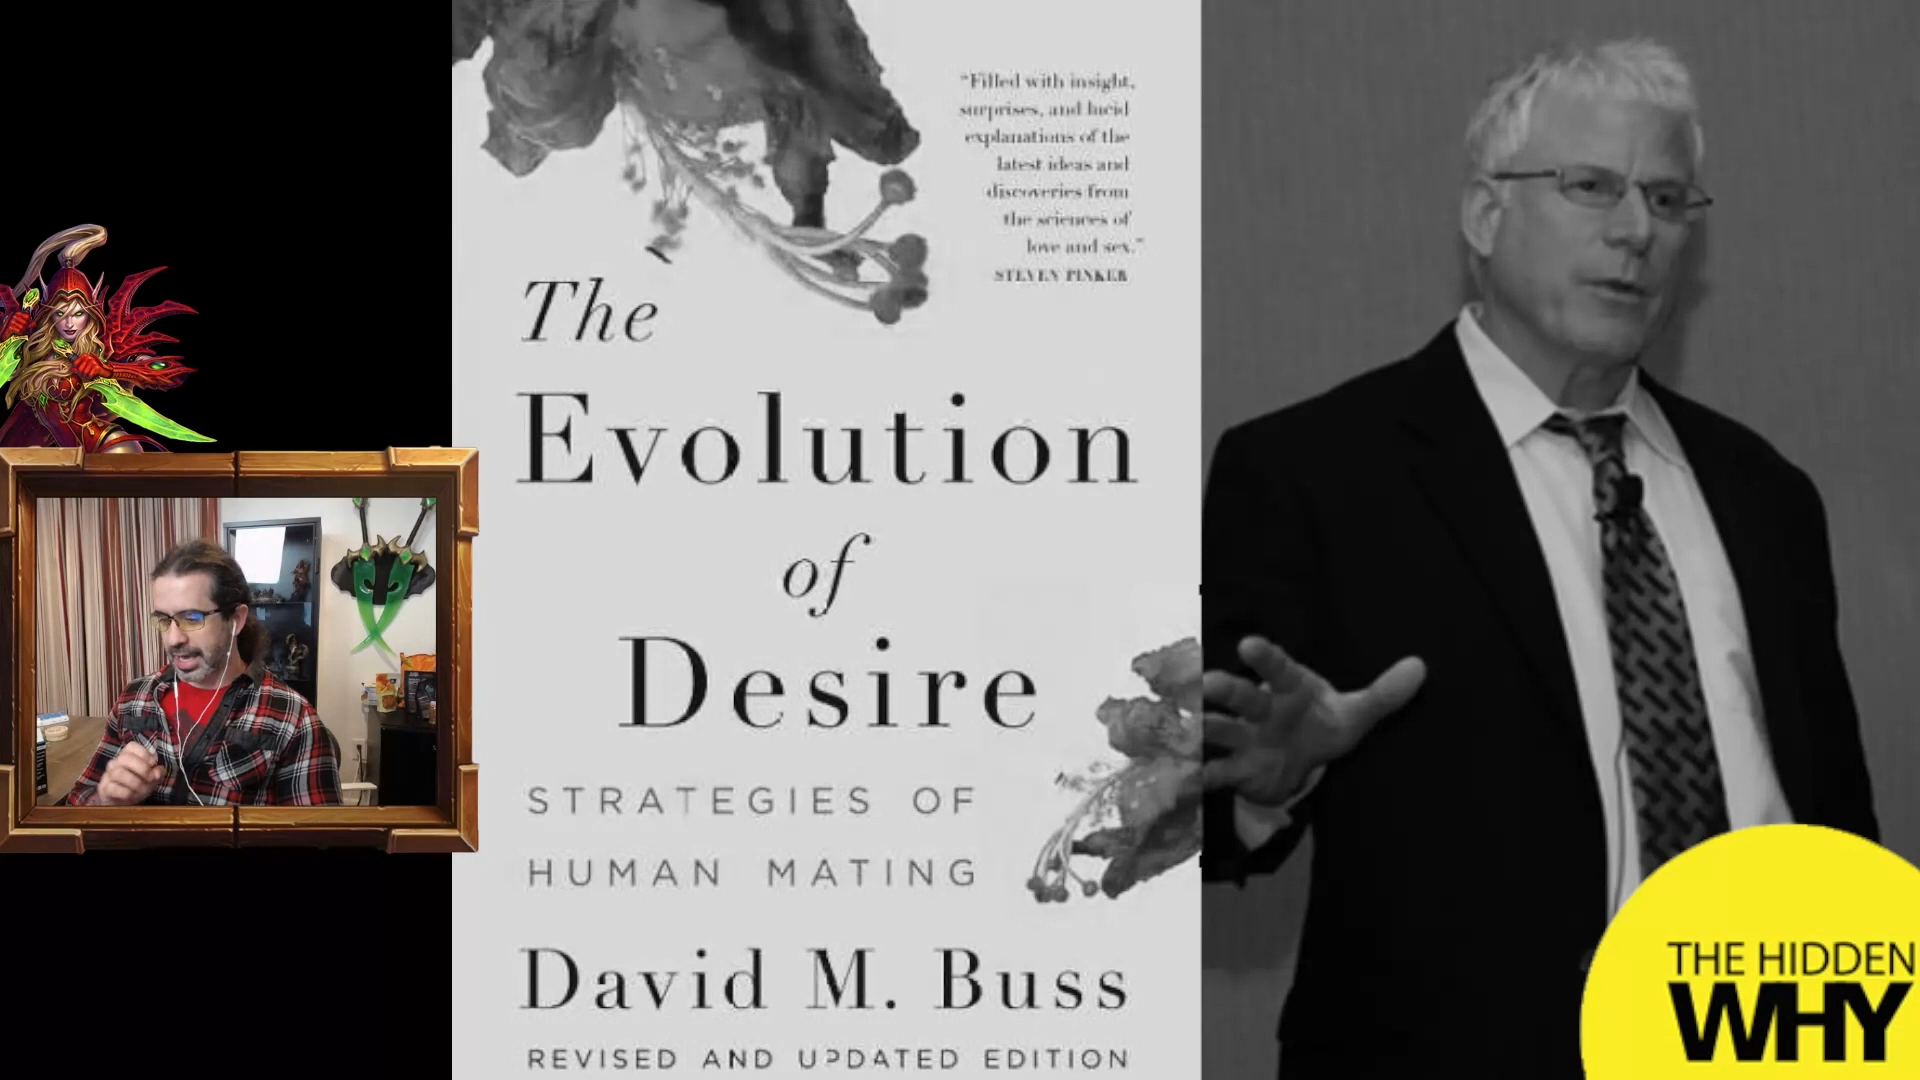 "Filled with insight,
surprises, and lucid
explanations of the
latest ideas and
discoveries from
the sciences of
love and sex."
STEVEN PINKER
The
Evolution
of
Desire
STRATEGIES OF
HUMAN MATING
David M. Buss
REVISED AND UPDATED EDITION
THE HIDDEN
WHY